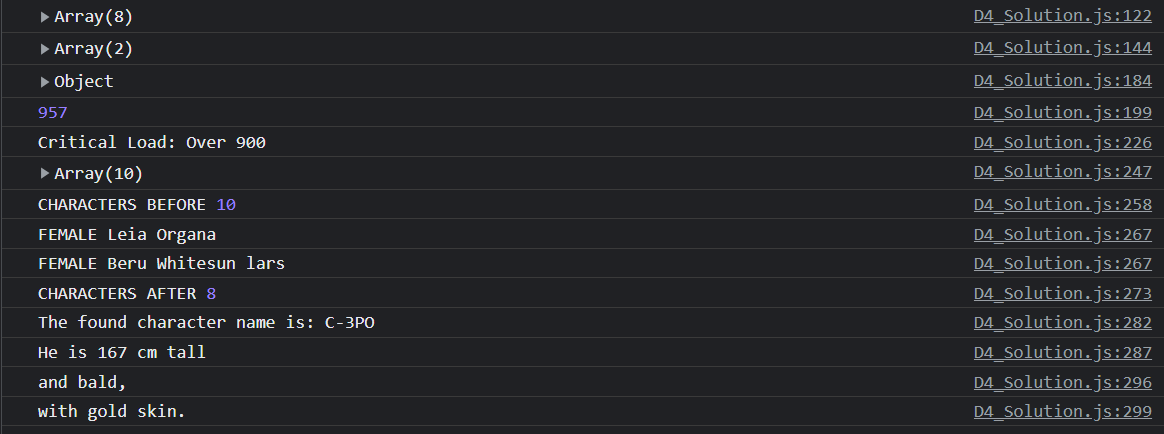 Array(8) D4_Solution.js:122
Array(2) D4_Solution.js:144
Object D4_Solution.js:184
957 D4_Solution.js:199
Critical Load: Over 900 D4_Solution.js:226
Array(10) D4_Solution.js:247
CHARACTERS BEFORE 10 D4_Solution.js:258
FEMALE Leia Organa D4_Solution.js:267
FEMALE Beru Whitesun lars D4_Solution.js:267
CHARACTERS AFTER 8 D4_Solution.js:273
The found character name is: C-3PO D4_Solution.js:282
He is 167 cm tall D4_Solution.js:287
and bald, D4_Solution.js:296
with gold skin. D4_Solution.js:299